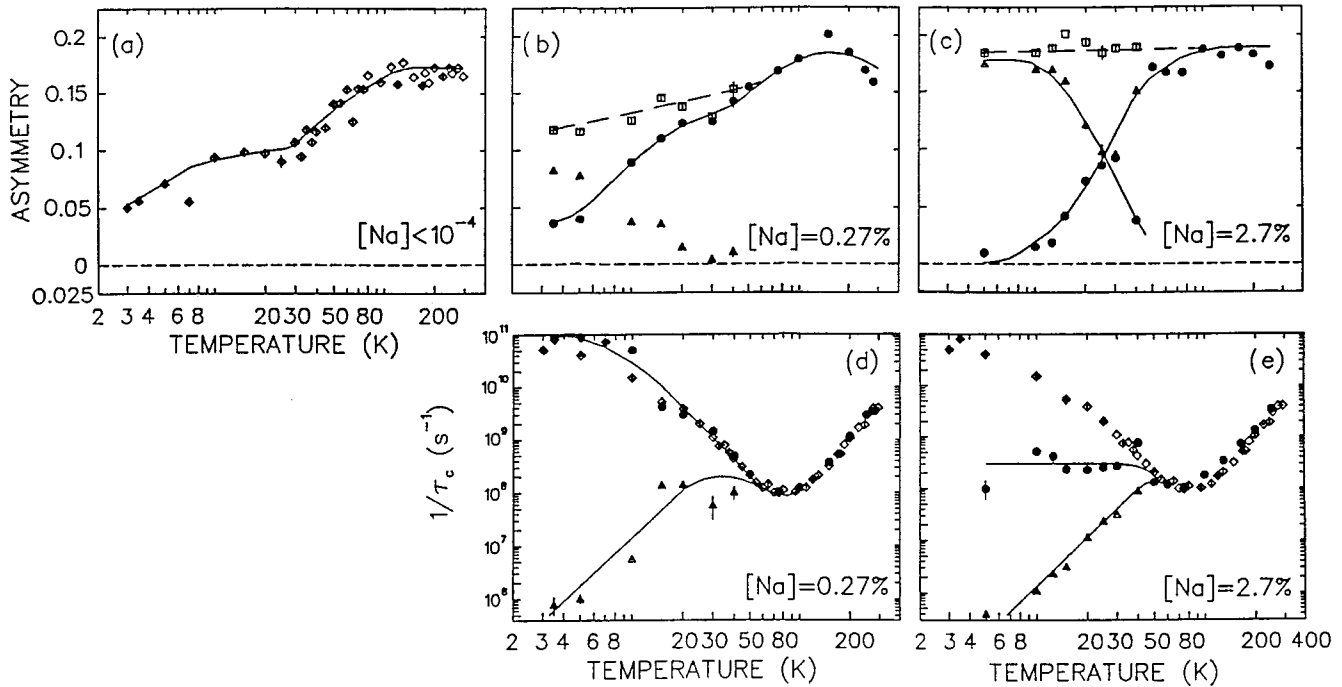 (a)
(b)
(c)
ASYMMETRY
0.2
0.15
0.1
0.05
0
0.025
[Na]<10⁻⁴
[Na]=0.27%
[Na]=2.7%
2 3 4 6 8 20 30 50 80 200
TEMPERATURE (K)
(d)
(e)
1/τc (s⁻¹)
10¹¹
10¹⁰
10⁹
10⁸
10⁷
10⁶
[Na]=0.27%
[Na]=2.7%
2 3 4 6 8 20 30 50 80 200
2 3 4 6 8 20 30 50 80 200 400
TEMPERATURE (K)
TEMPERATURE (K)